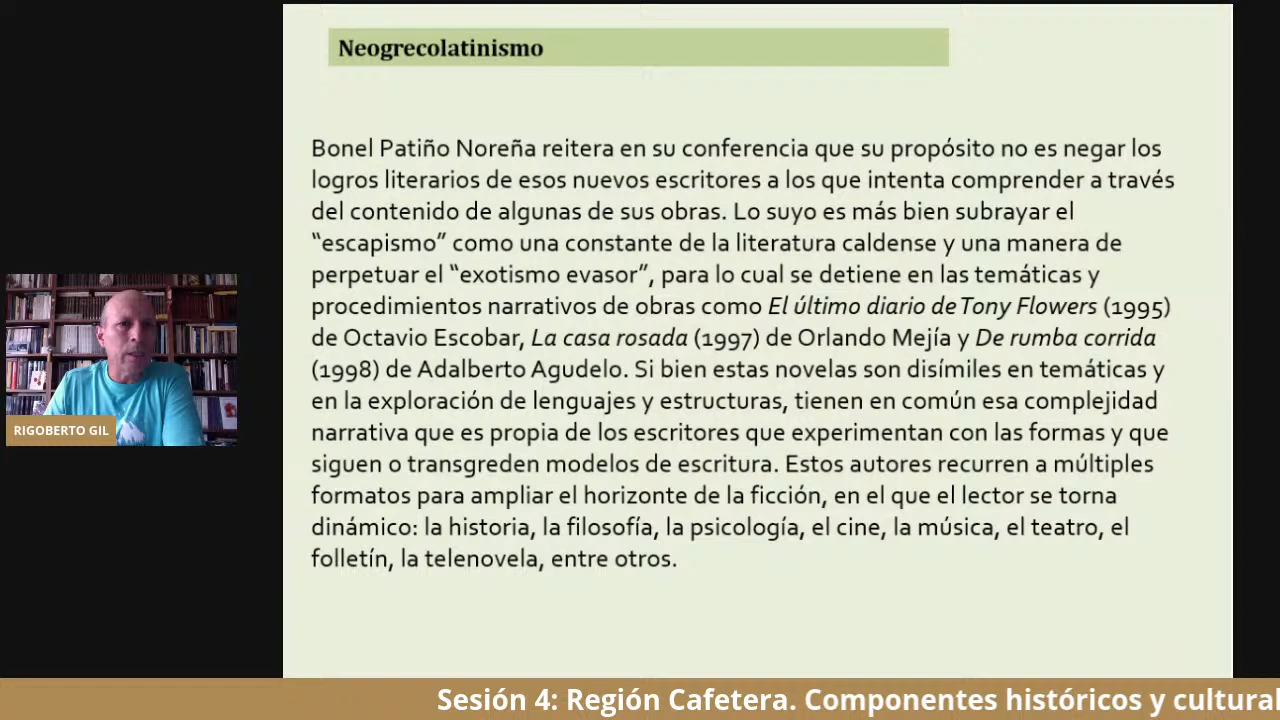 Neogrecolatinismo
Bonel Patiño Noreña reitera en su conferencia que su propósito no es negar los
logros literarios de esos nuevos escritores a los que intenta comprender a través
del contenido de algunas de sus obras. Lo suyo es más bien subrayar el
“escapismo” como una constante de la literatura caldense y una manera de
perpetuar el “exotismo evasor”, para lo cual se detiene en las temáticas y
procedimientos narrativos de obras como El último diario de Tony Flowers (1995)
de Octavio Escobar, La casa rosada (1997) de Orlando Mejía y De rumba corrida
(1998) de Adalberto Agudelo. Si bien estas novelas son disímiles en temáticas y
en la exploración de lenguajes y estructuras, tienen en común esa complejidad
narrativa que es propia de los escritores que experimentan con las formas y que
siguen o transgreden modelos de escritura. Estos autores recurren a múltiples
formatos para ampliar el horizonte de la ficción, en el que el lector se torna
dinámico: la historia, la filosofía, la psicología, el cine, la música, el teatro, el
folletín, la telenovela, entre otros.
RIGOBERTO GIL
Sesión 4: Región Cafetera. Componentes históricos y cultural